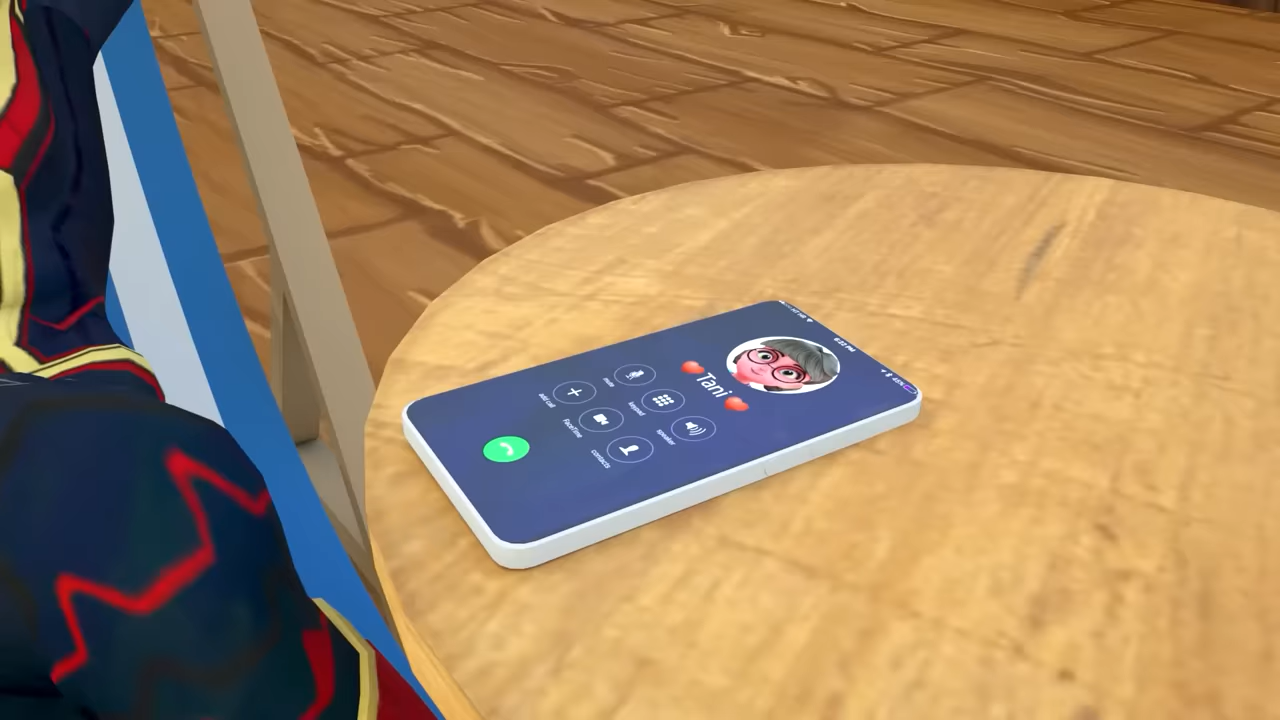 ❤️Tani❤️
mute
keypad
speaker
add call
FaceTime
contacts